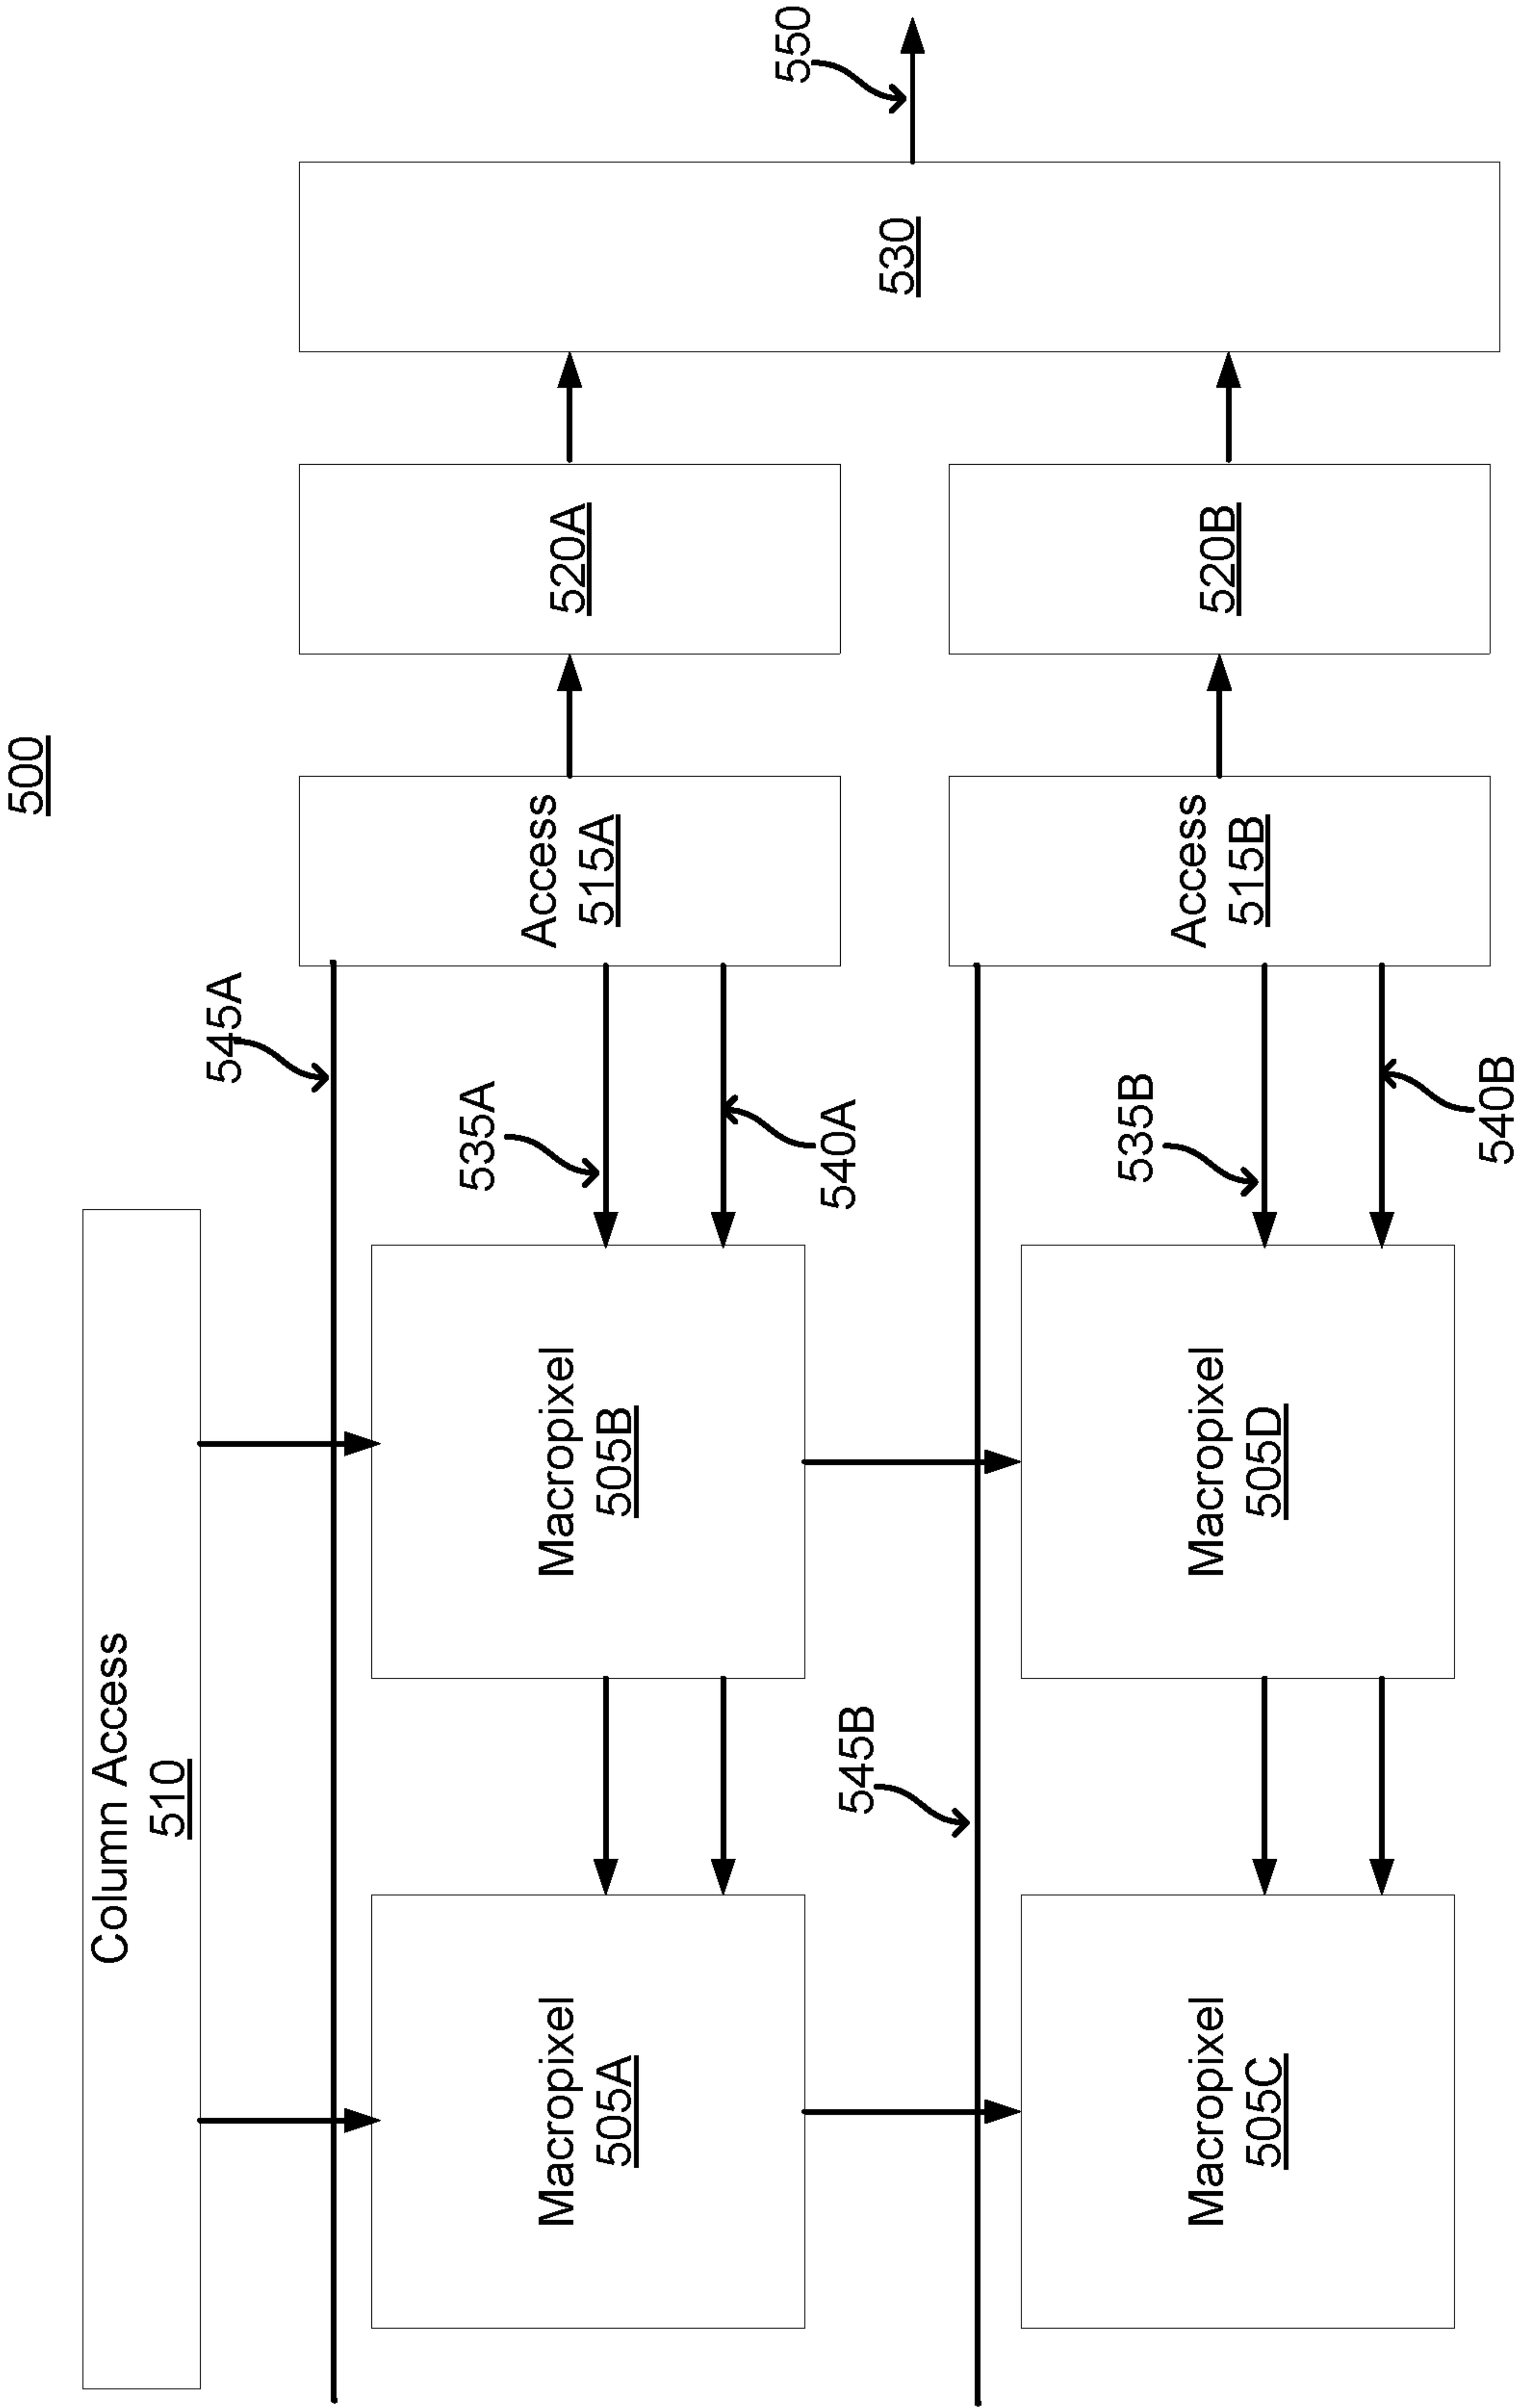 500
Column Access
510
545A
535A
Macropixel
505A
Macropixel
505B
Access
515A
520A
550
530
545B
540A
535B
Macropixel
505C
Macropixel
505D
Access
515B
520B
540B